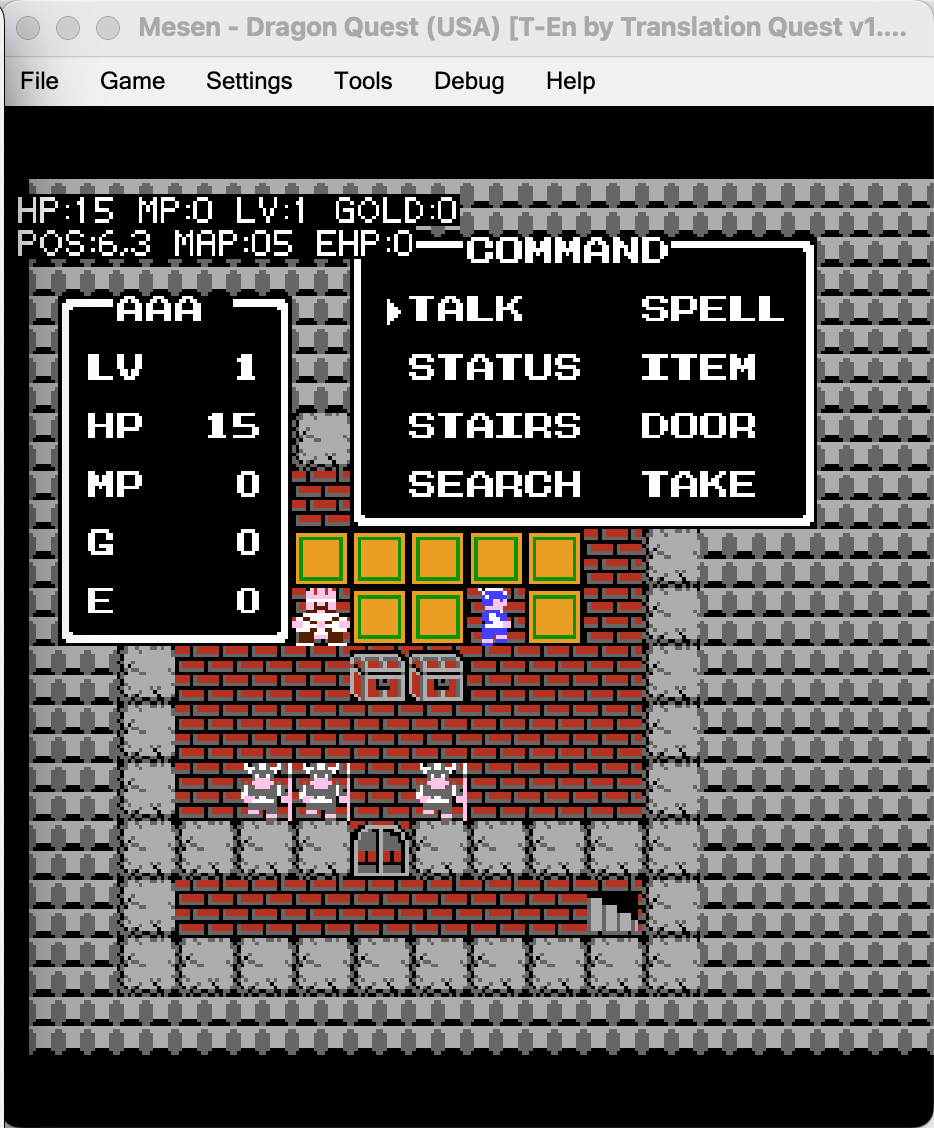 Mesen - Dragon Quest (USA) [T-En by Translation Quest v1....
File Game Settings Tools Debug Help
HP:15 MP:0 LV:1 GOLD:0
POS:6,3 MAP:05 EHP:0
COMMAND
TALK SPELL
STATUS ITEM
STAIRS DOOR
SEARCH TAKE
AAA
LV 1
HP 15
MP 0
G 0
E 0